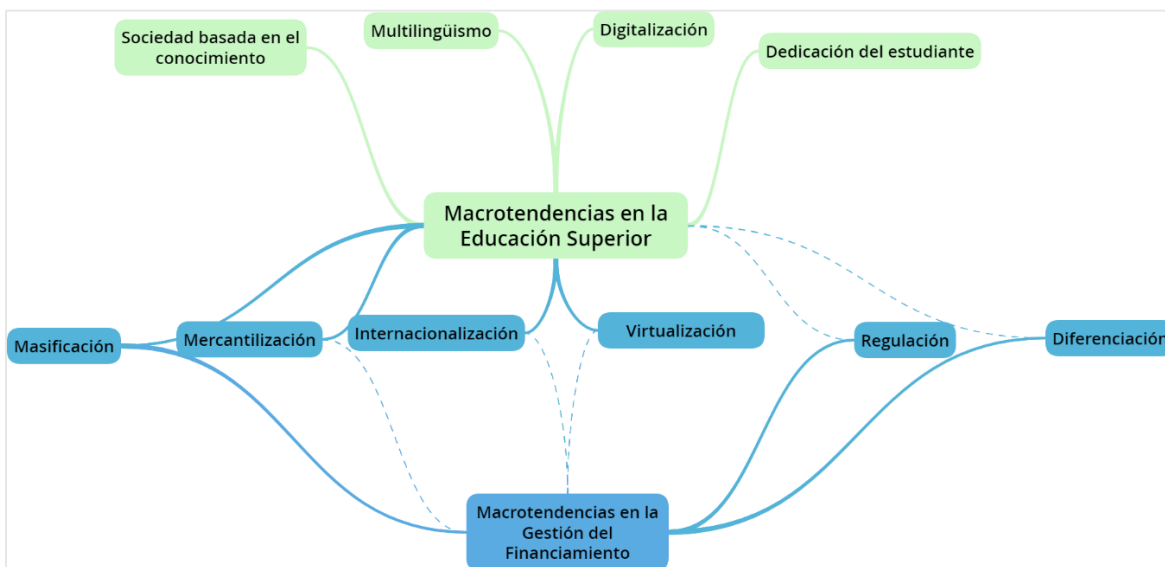 Sociedad basada en el
conocimiento
Multilingüismo
Digitalización
Dedicación del estudiante
Macrotendencias en la
Educación Superior
Masificación
Mercantilización
Internacionalización
Virtualización
Regulación
Diferenciación
Macrotendencias en la
Gestión del
Financiamiento